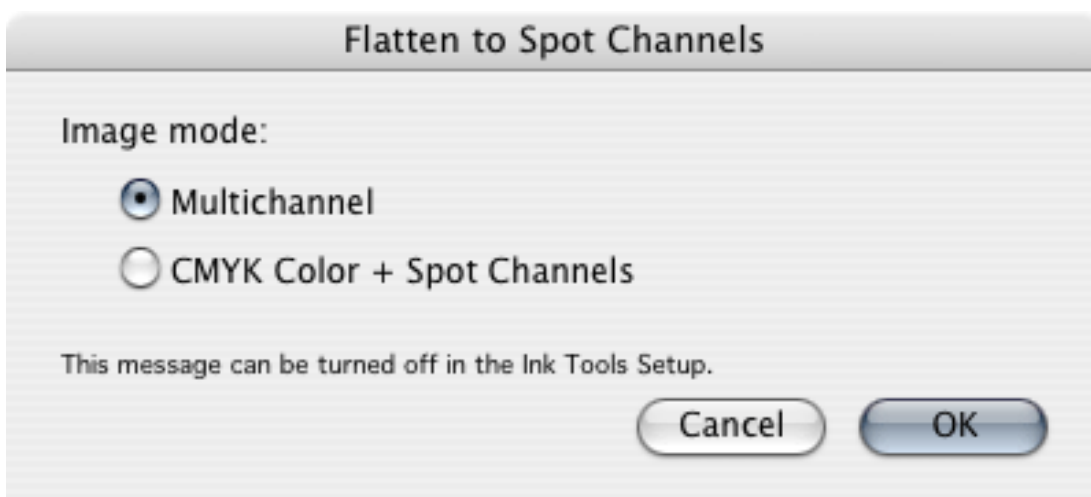 Flatten to Spot Channels
Image mode:
Multichannel
CMYK Color + Spot Channels
This message can be turned off in the Ink Tools Setup.
Cancel OK